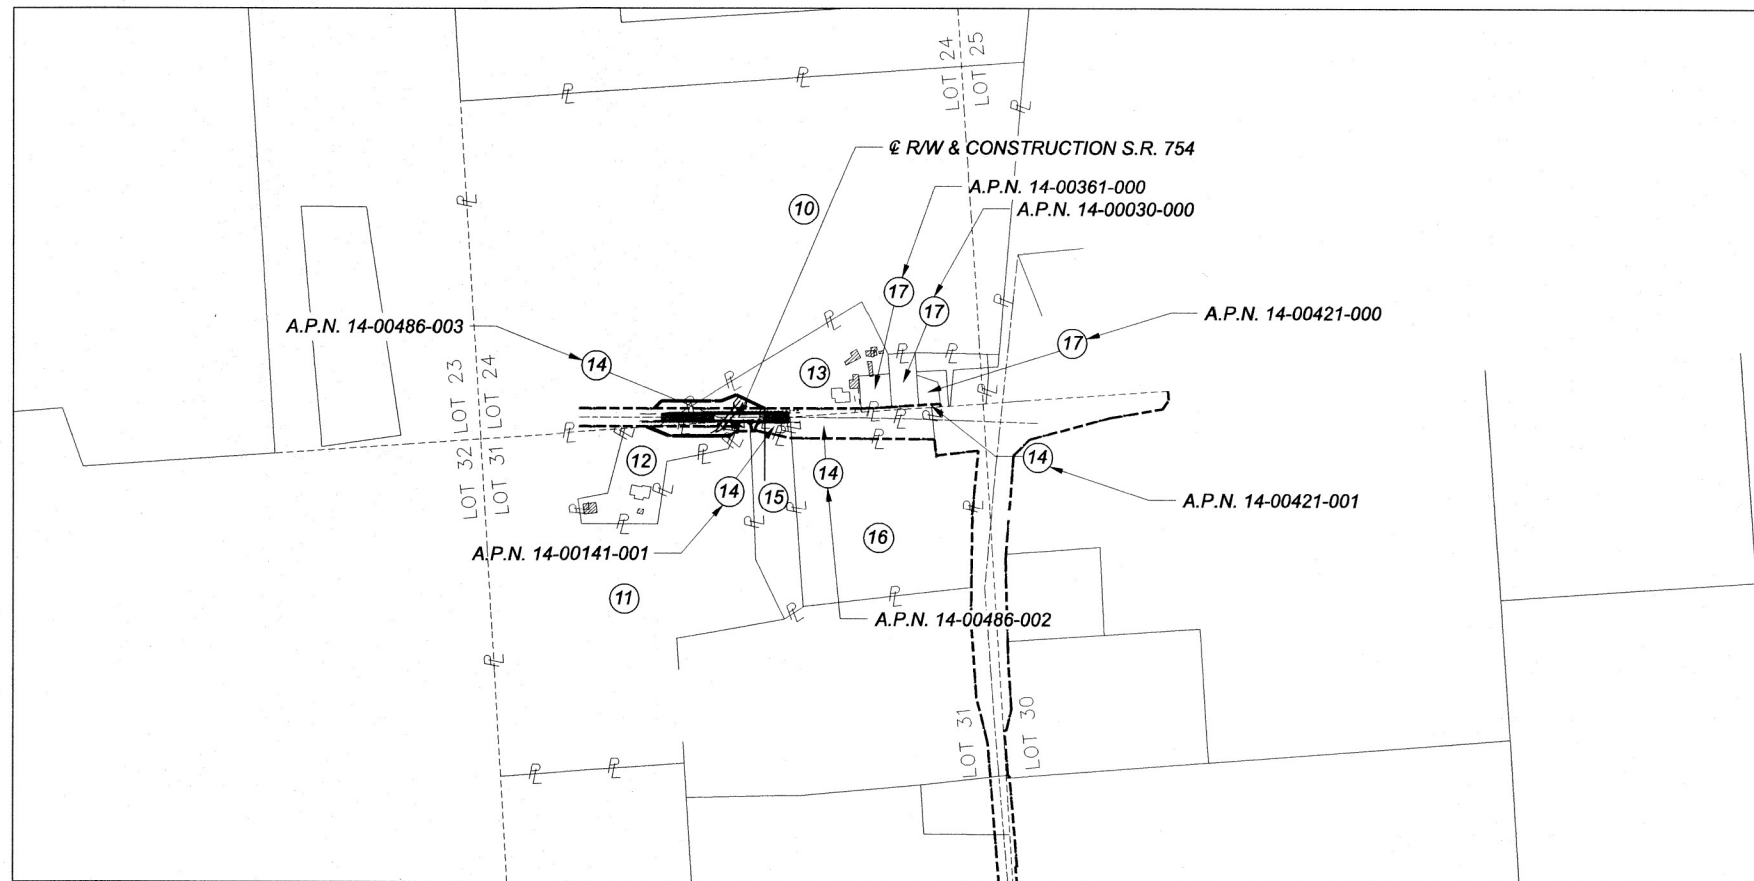 LOT 24
LOT 25
℄ R/W & CONSTRUCTION S.R. 754
A.P.N. 14-00361-000
10
A.P.N. 14-00030-000
17
17
A.P.N. 14-00421-000
A.P.N. 14-00486-003
17
14
13
LOT 23
LOT 24
LOT 32
LOT 31
12
14
15
14
14
A.P.N. 14-00421-001
16
A.P.N. 14-00141-001
11
A.P.N. 14-00486-002
LOT 31
LOT 30